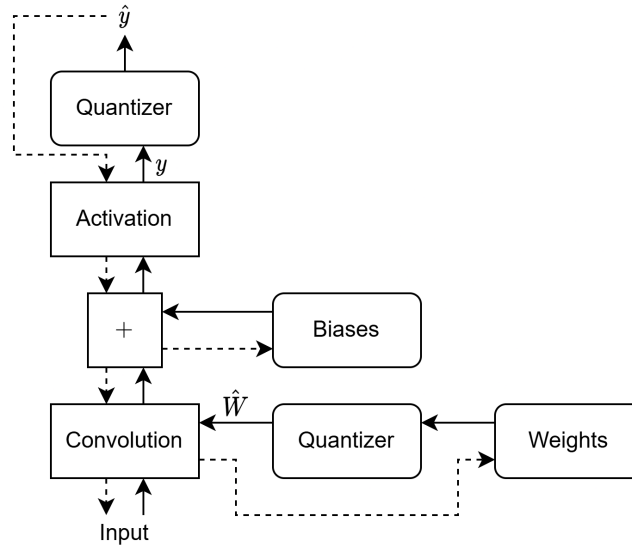 ŷ
Quantizer
y
Activation
+
Biases
Ŵ
Convolution
Quantizer
Weights
Input